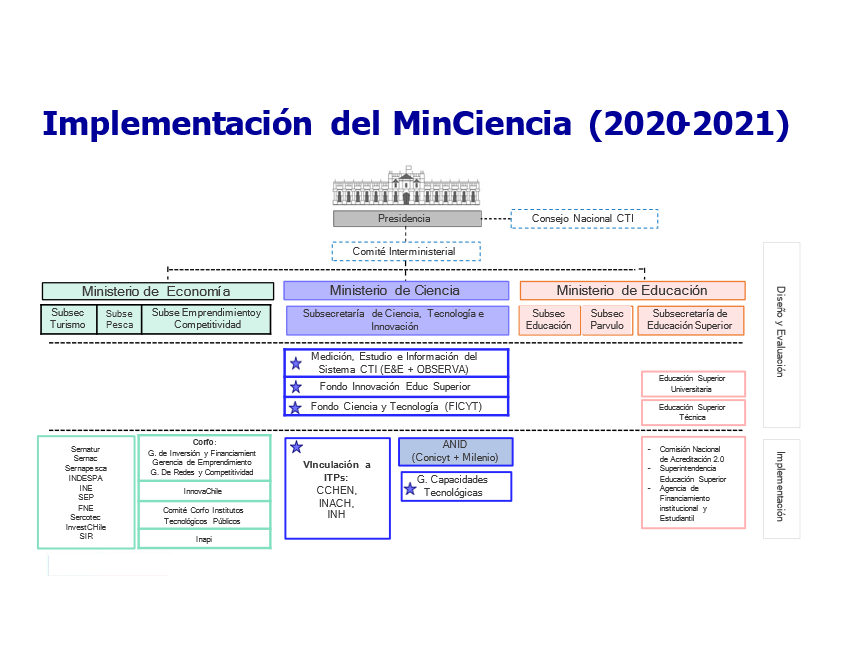 Implementación del MinCiencia (2020-2021)
Presidencia
Consejo Nacional CTI
Comité Interministerial
Ministerio de Economía
Ministerio de Ciencia
Ministerio de Educación
Subsec
Turismo
Subse
Pesca
Subse Emprendimiento y
Competitividad
Subsecretaría de Ciencia, Tecnología e
Innovación
Subsec
Educación
Subsec
Parvulo
Subsecretaría de
Educación Superior
Diseño y Evaluación
Medición, Estudio e Información del
Sistema CTI (E&E + OBSERVA)
Fondo Innovación Educ Superior
Fondo Ciencia y Tecnología (FICYT)
Educación Superior
Universitaria
Educación Superior
Técnica
Sernatur
Sernac
Sernapesca
INDESPA
INE
SEP
FNE
Sercotec
InvestCHile
SIR
Corfo:
G. de Inversión y Financiamient
Gerencia de Emprendimiento
G. De Redes y Competitividad
InnovaChile
Comité Corfo Institutos
Tecnológicos Públicos
Inapi
VInculación a
ITPs:
CCHEN,
INACH,
INH
ANID
(Conicyt + Milenio)
G. Capacidades
Tecnológicas
- Comisión Nacional
de Acreditación 2.0
- Superintendencia
Educación Superior
- Agencia de
Financiamiento
institucional y
Estudiantil
Implementación